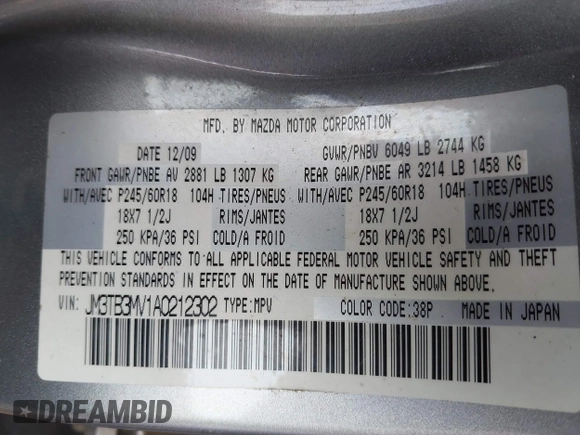 MFD. BY MAZDA MOTOR CORPORATION
DATE 12/09 GVWR/PNBV 6049 LB 2744 KG
FRONT GAWR/PNBE AV 2881 LB 1307 KG REAR GAWR/PNBE AR 3214 LB 1458 KG
WITH/AVEC P245/60R18 104H TIRES/PNEUS WITH/AVEC P245/60R18 104H TIRES/PNEUS
18X7 1/2J RIMS/JANTES 18X7 1/2J RIMS/JANTES
250 KPA/36 PSI COLD/A FROID 250 KPA/36 PSI COLD/A FROID
THIS VEHICLE CONFORMS TO ALL APPLICABLE FEDERAL MOTOR VEHICLE SAFETY AND THEFT
PREVENTION STANDARDS IN EFFECT ON THE DATE OF MANUFACTURE SHOWN ABOVE.
VIN: JM3TB3MV1A0212302 TYPE:MPV COLOR CODE:38P MADE IN JAPAN
DREAMBID